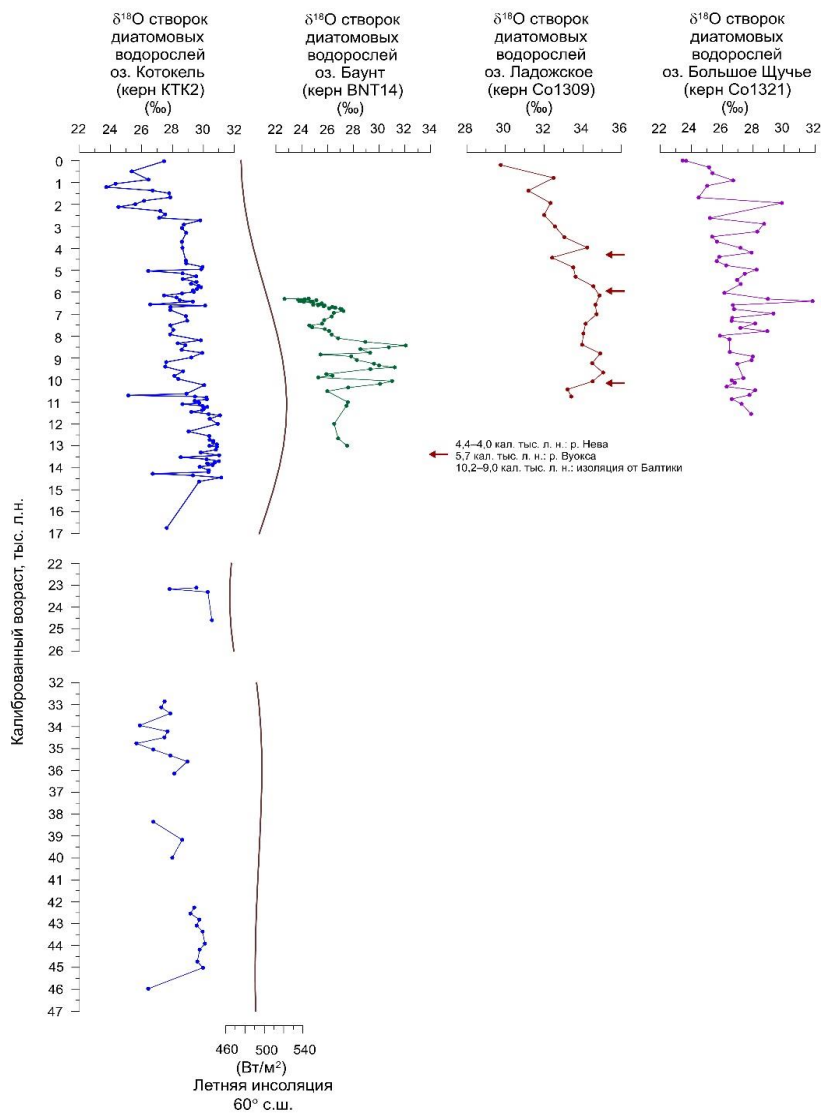 δ¹⁸O створок
диатомовых
водорослей
оз. Котокель
(керн КТК2)
(‰)
22 24 26 28 30 32
δ¹⁸O створок
диатомовых
водорослей
оз. Баунт
(керн BNT14)
(‰)
22 24 26 28 30 32 34
δ¹⁸O створок
диатомовых
водорослей
оз. Ладожское
(керн Co1309)
(‰)
28 30 32 34 36
δ¹⁸O створок
диатомовых
водорослей
оз. Большое Щучье
(керн Co1321)
(‰)
22 24 26 28 30 32
Калиброванный возраст, тыс. л.н.
0
1
2
3
4
5
6
7
8
9
10
11
12
13
14
15
16
17
22
23
24
25
26
32
33
34
35
36
37
38
39
40
41
42
43
44
45
46
47
4,4–4,0 кал. тыс. л. н.: р. Нева
5,7 кал. тыс. л. н.: р. Вуокса
10,2–9,0 кал. тыс. л. н.: изоляция от Балтики
460 500 540
(Вт/м²)
Летняя инсоляция
60° с.ш.